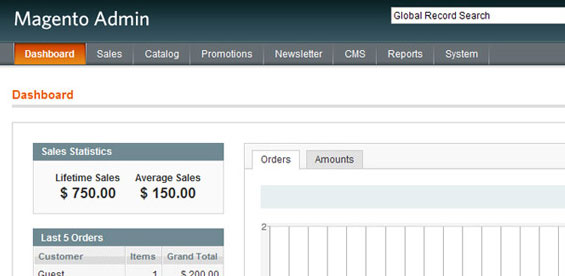 Magento Admin
Global Record Search
Dashboard Sales Catalog Promotions Newsletter CMS Reports System
Dashboard
Sales Statistics
Lifetime Sales Average Sales
$ 750.00 $ 150.00
Orders Amounts
2
Last 5 Orders
Customer Items Grand Total
Guest 1 $ 200.00